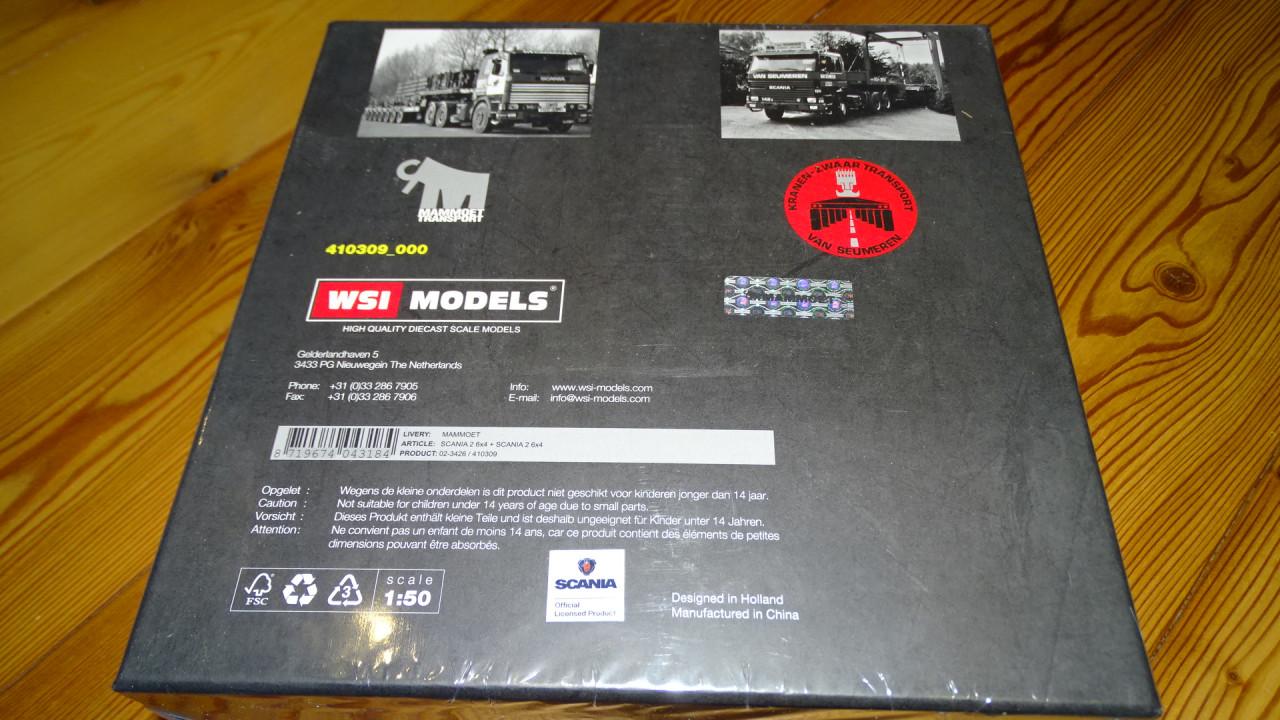 SCANIA
VAN SEUMEREN
SCANIA
MAMMOET
TRANSPORT
KRANEN-ZWAAR TRANSPORT
VAN SEUMEREN
410309_000
WSI MODELS®
HIGH QUALITY DIECAST SCALE MODELS
MAMMOET
Gelderlandhaven 5
3433 PG Nieuwegein The Netherlands
Phone: +31 (0)33 286 7905
Fax: +31 (0)33 286 7906
Info: www.wsi-models.com
E-mail: info@wsi-models.com
8 719674 043184
LIVERY: MAMMOET
ARTICLE: SCANIA 2 6x4 + SCANIA 2 6x4
PRODUCT: 02-3426 / 410309
Opgelet : Wegens de kleine onderdelen is dit product niet geschikt voor kinderen jonger dan 14 jaar.
Caution : Not suitable for children under 14 years of age due to small parts.
Vorsicht : Dieses Produkt enthält kleine Teile und ist deshalb ungeeignet für Kinder unter 14 Jahren.
Attention: Ne convient pas un enfant de moins 14 ans, car ce produit contient des éléments de petites
dimensions pouvant être absorbés.
FSC
3
scale
1:50
SCANIA
Official
Licensed Product
Designed in Holland
Manufactured in China